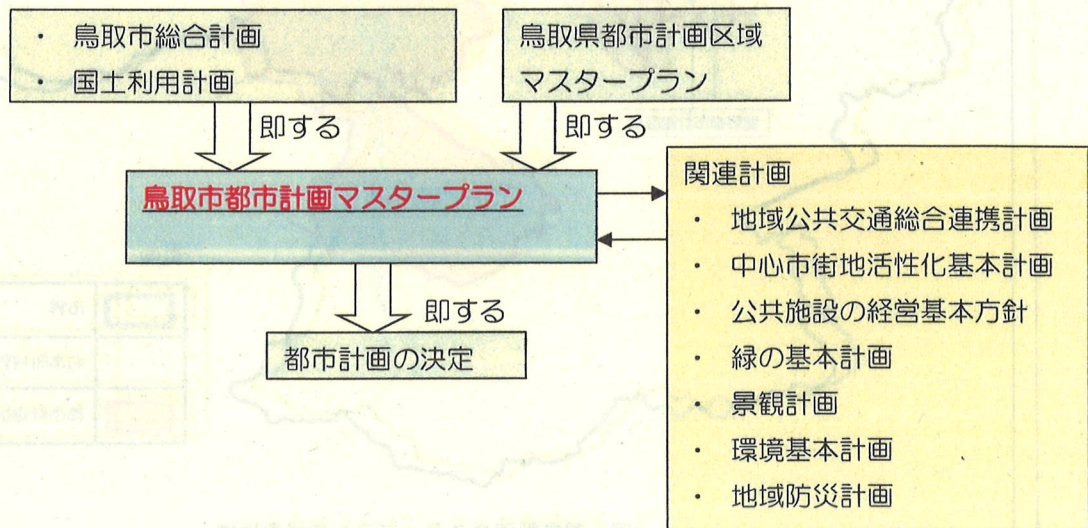 ・ 鳥取市総合計画
・ 国土利用計画
鳥取県都市計画区域
マスタープラン
即する
即する
鳥取市都市計画マスタープラン
関連計画
・ 地域公共交通総合連携計画
・ 中心市街地活性化基本計画
・ 公共施設の経営基本方針
・ 緑の基本計画
・ 景観計画
・ 環境基本計画
・ 地域防災計画
即する
都市計画の決定